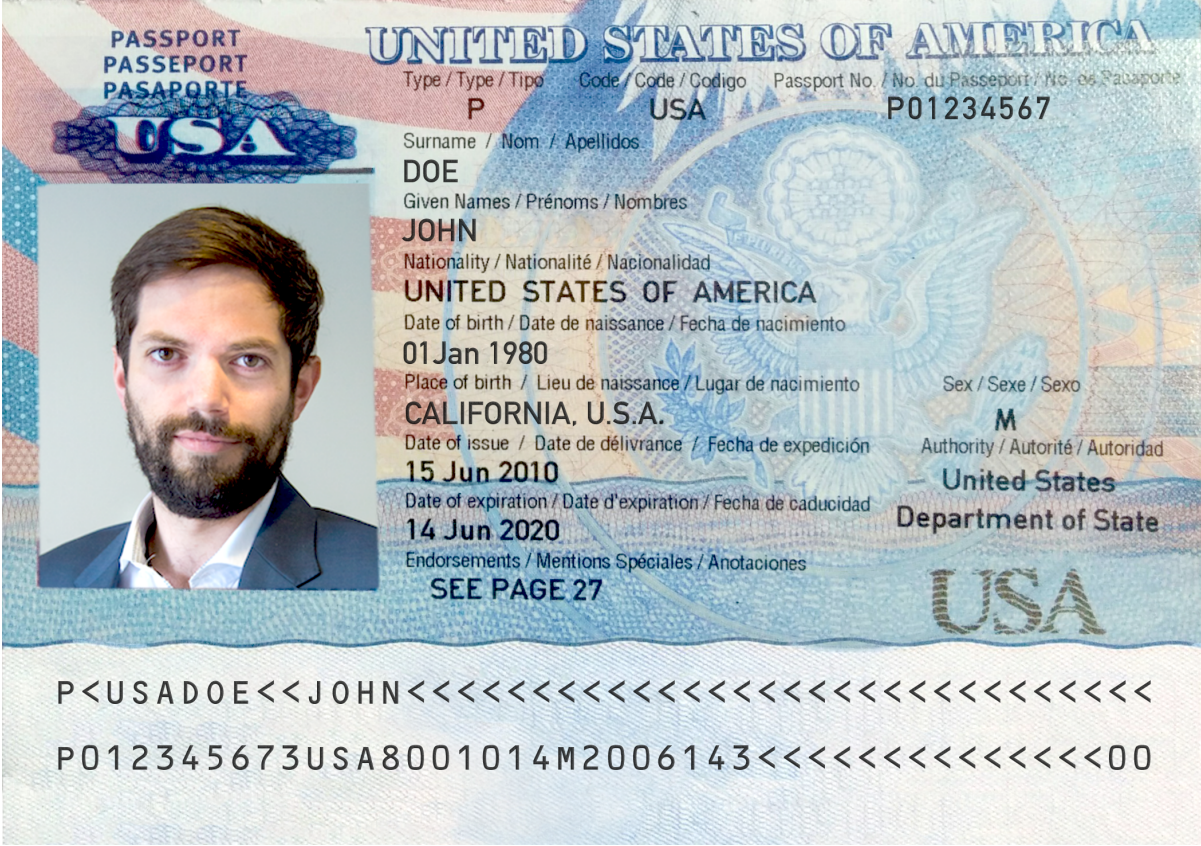 PASSPORT
PASSEPORT
PASAPORTE
USA
UNITED STATES OF AMERICA
Type / Type / Tipo Code / Code / Codigo Passport No. / No. du Passeport / No. de Pasaporte
P USA P01234567
Surname / Nom / Apellidos
DOE
Given Names / Prénoms / Nombres
JOHN
Nationality / Nationalité / Nacionalidad
UNITED STATES OF AMERICA
Date of birth / Date de naissance / Fecha de nacimiento
01 Jan 1980
Place of birth / Lieu de naissance / Lugar de nacimiento Sex / Sexe / Sexo
CALIFORNIA, U.S.A. M
Date of issue / Date de délivrance / Fecha de expedición Authority / Autorité / Autoridad
15 Jun 2010 United States
Date of expiration / Date d'expiration / Fecha de caducidad Department of State
14 Jun 2020
Endorsements / Mentions Spéciales / Anotaciones
SEE PAGE 27
USA
P<USADOE<<JOHN<<<<<<<<<<<<<<<<<<<<<<<<<<<<<<
P012345673USA8001014M2006143<<<<<<<<<<<<<<00